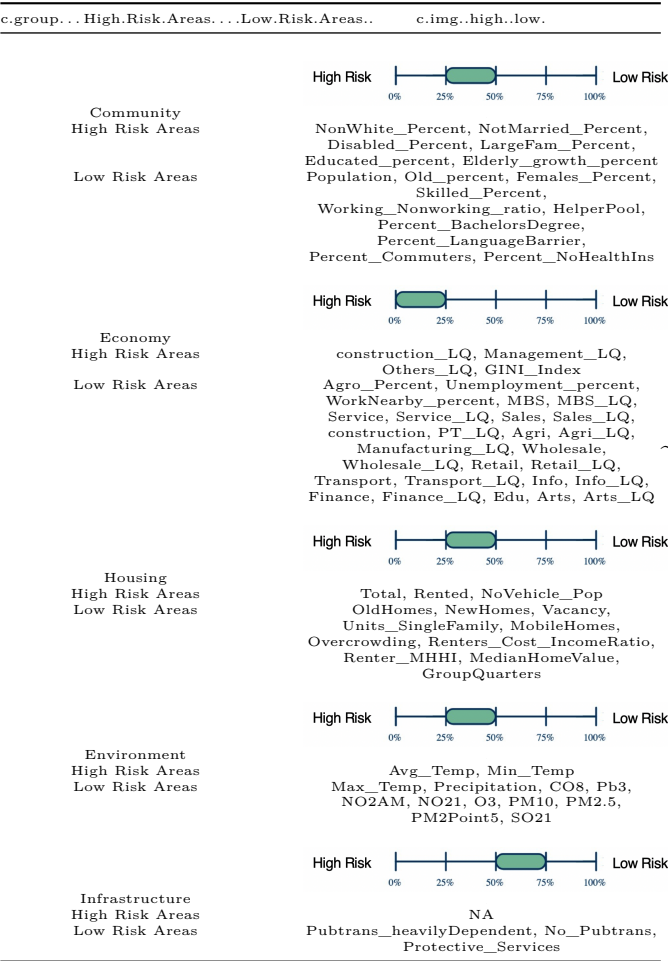 c.group...High.Risk.Areas....Low.Risk.Areas.. c.img..high..low.
High Risk Low Risk
0% 25% 50% 75% 100%
Community
High Risk Areas NonWhite_Percent, NotMarried_Percent,
Disabled_Percent, LargeFam_Percent,
Educated_percent, Elderly_growth_percent
Low Risk Areas Population, Old_percent, Females_Percent,
Skilled_Percent,
Working_Nonworking_ratio, HelperPool,
Percent_BachelorsDegree,
Percent_LanguageBarrier,
Percent_Commuters, Percent_NoHealthIns
High Risk Low Risk
0% 25% 50% 75% 100%
Economy
High Risk Areas construction_LQ, Management_LQ,
Others_LQ, GINI_Index
Low Risk Areas Agro_Percent, Unemployment_percent,
WorkNearby_percent, MBS, MBS_LQ,
Service, Service_LQ, Sales, Sales_LQ,
construction, PT_LQ, Agri, Agri_LQ,
Manufacturing_LQ, Wholesale,
Wholesale_LQ, Retail, Retail_LQ,
Transport, Transport_LQ, Info, Info_LQ,
Finance, Finance_LQ, Edu, Arts, Arts_LQ
High Risk Low Risk
0% 25% 50% 75% 100%
Housing
High Risk Areas Total, Rented, NoVehicle_Pop
Low Risk Areas OldHomes, NewHomes, Vacancy,
Units_SingleFamily, MobileHomes,
Overcrowding, Renters_Cost_IncomeRatio,
Renter_MHHI, MedianHomeValue,
GroupQuarters
High Risk Low Risk
0% 25% 50% 75% 100%
Environment
High Risk Areas Avg_Temp, Min_Temp
Low Risk Areas Max_Temp, Precipitation, CO8, Pb3,
NO2AM, NO21, O3, PM10, PM2.5,
PM2Point5, SO21
High Risk Low Risk
0% 25% 50% 75% 100%
Infrastructure
High Risk Areas NA
Low Risk Areas Pubtrans_heavilyDependent, No_Pubtrans,
Protective_Services